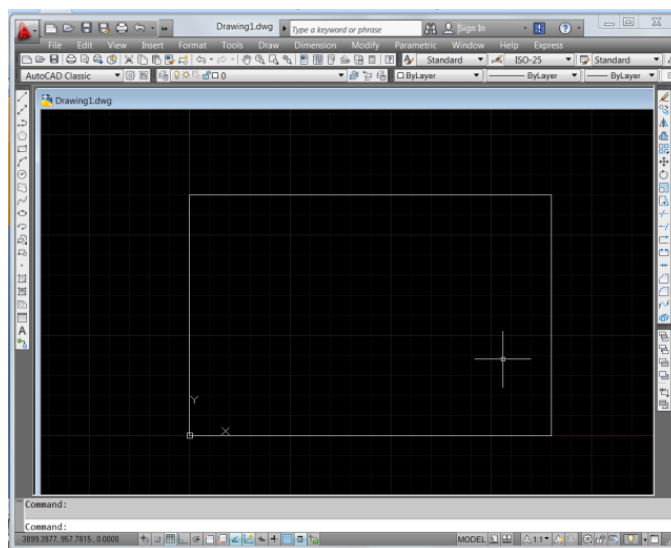 Drawing1.dwg
Type a keyword or phrase
Sign In
File Edit View Insert Format Tools Draw Dimension Modify Parametric Window Help Express
Standard ISO-25 Standard
AutoCAD Classic 0 ByLayer ByLayer ByLayer
Drawing1.dwg
Y
X
A
Command:
Command:
3899.3977, 957.7815, 0.0000 MODEL 1:1